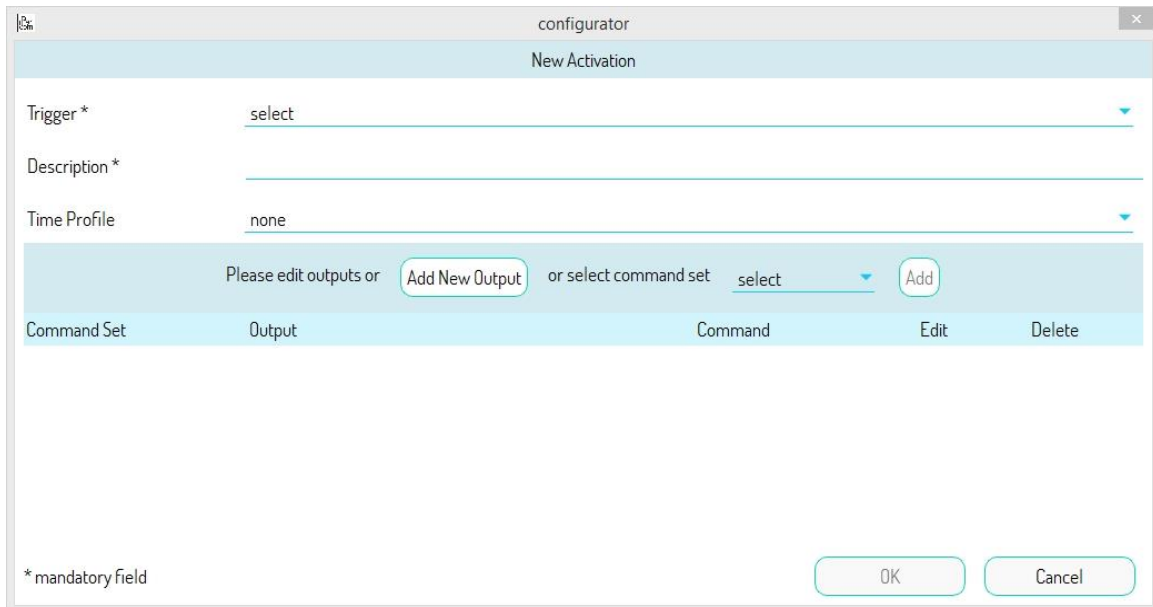 configurator
New Activation
Trigger * select
Description *
Time Profile none
Please edit outputs or Add New Output or select command set select Add
Command Set Output Command Edit Delete
* mandatory field OK Cancel